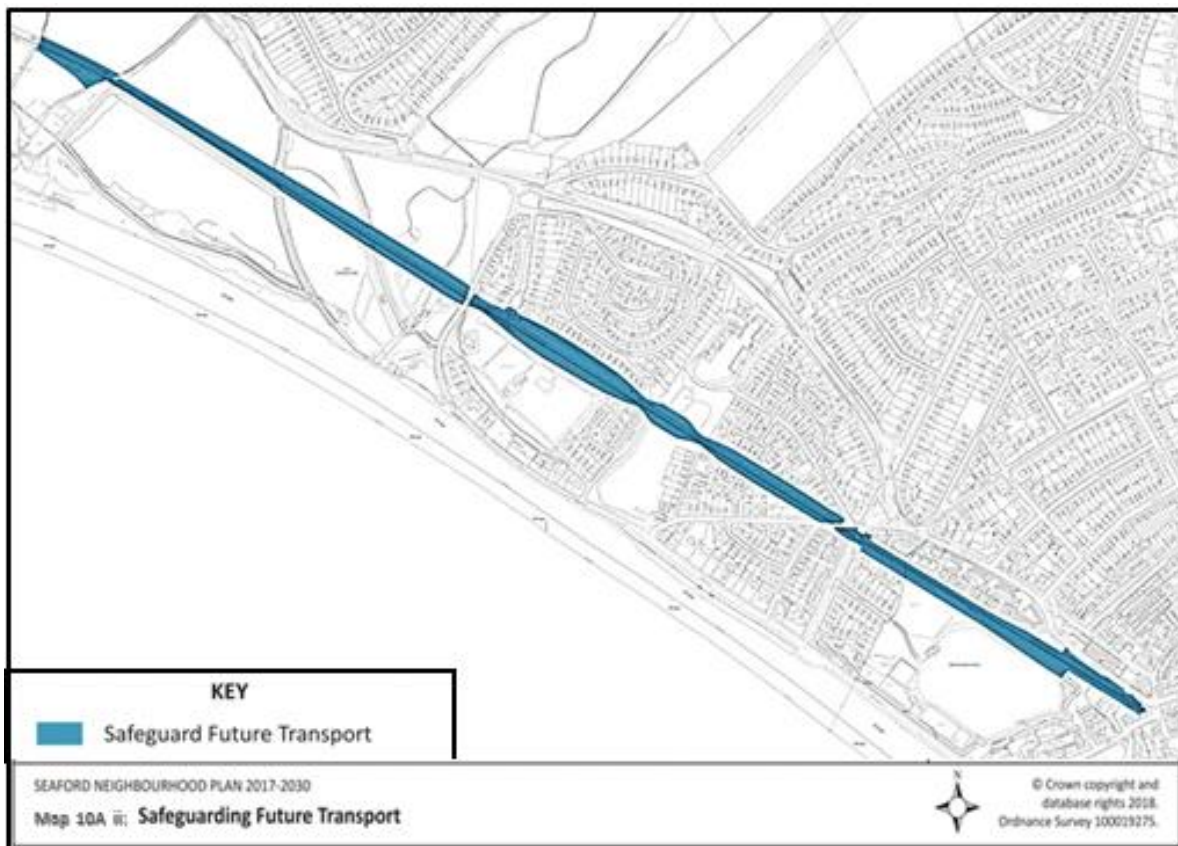 KEY
Safeguard Future Transport
SEAFORD NEIGHBOURHOOD PLAN 2017-2030
Map 10A ii: Safeguarding Future Transport
N
© Crown copyright and
database rights 2018.
Ordnance Survey 100019275.